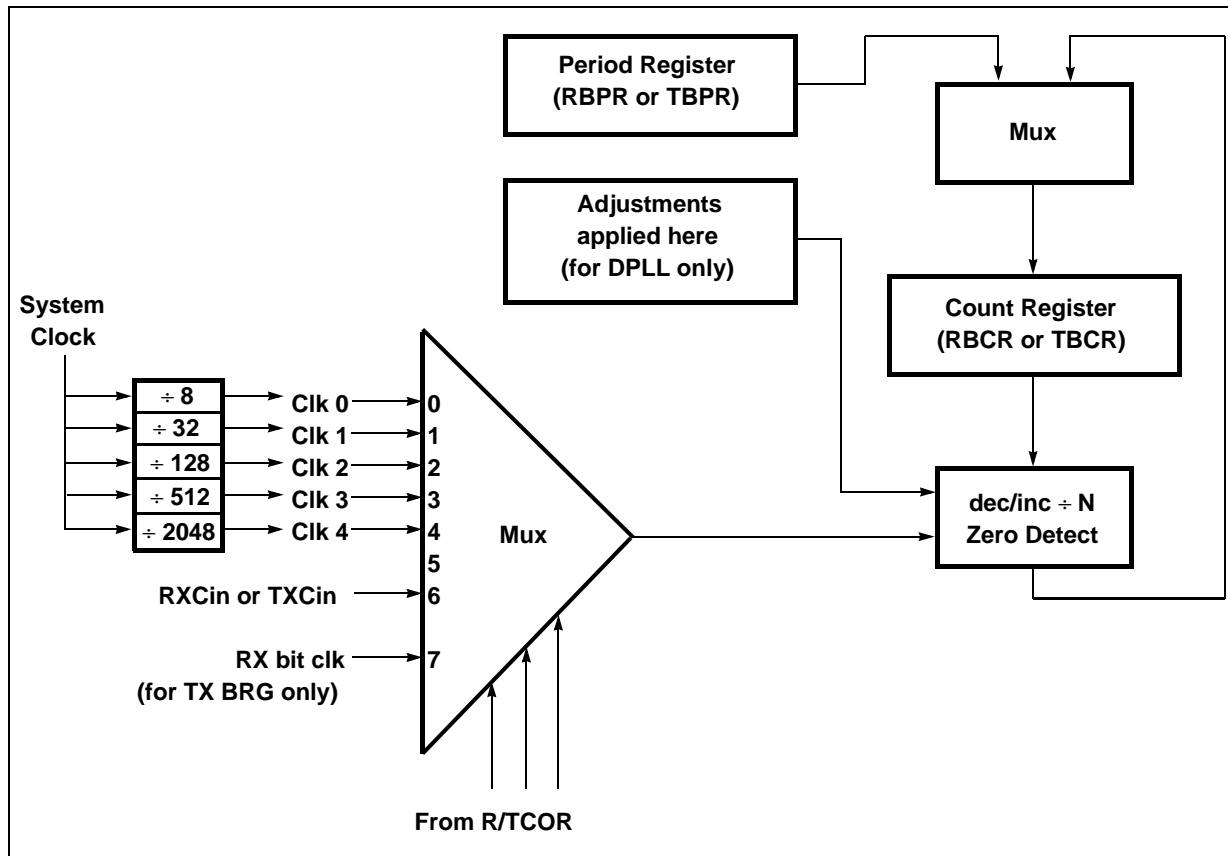 Period Register
(RBPR or TBPR)
Mux
Adjustments
applied here
(for DPLL only)
Count Register
(RBCR or TBCR)
System
Clock
÷ 8
÷ 32
÷ 128
÷ 512
÷ 2048
Clk 0
Clk 1
Clk 2
Clk 3
Clk 4
RXCin or TXCin
RX bit clk
(for TX BRG only)
0
1
2
3
4
5
6
7
Mux
dec/inc ÷ N
Zero Detect
From R/TCOR